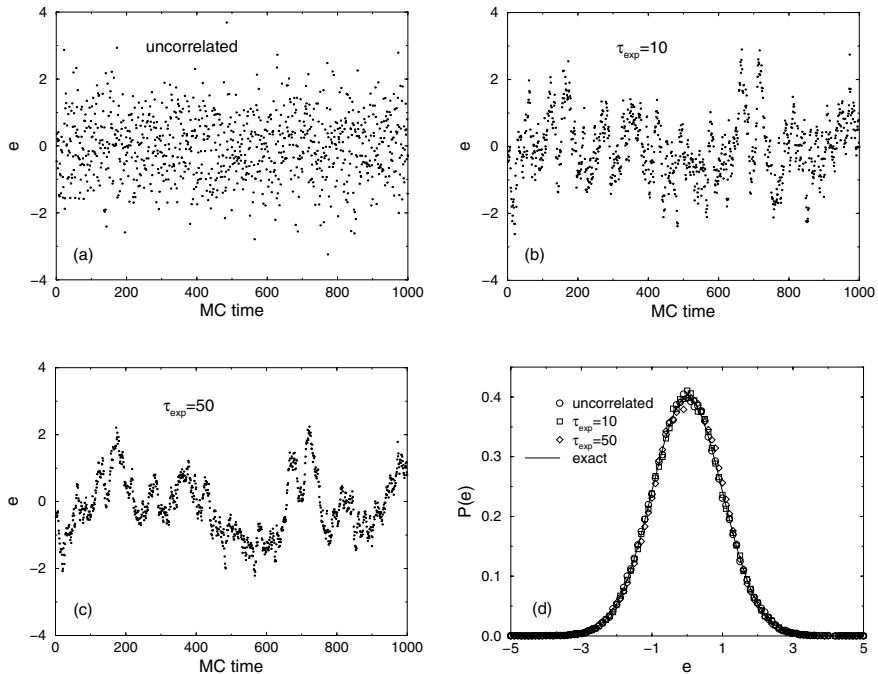 4
2
0
−2
−4
e
uncorrelated
(a)
0 200 400 600 800 1000
MC time
4
2
0
−2
−4
e
τexp=10
(b)
0 200 400 600 800 1000
MC time
4
2
0
−2
−4
e
τexp=50
(c)
0 200 400 600 800 1000
MC time
0.4
0.3
0.2
0.1
0.0
P(e)
uncorrelated
τexp=10
τexp=50
exact
(d)
−5 −3 −1 1 3 5
e